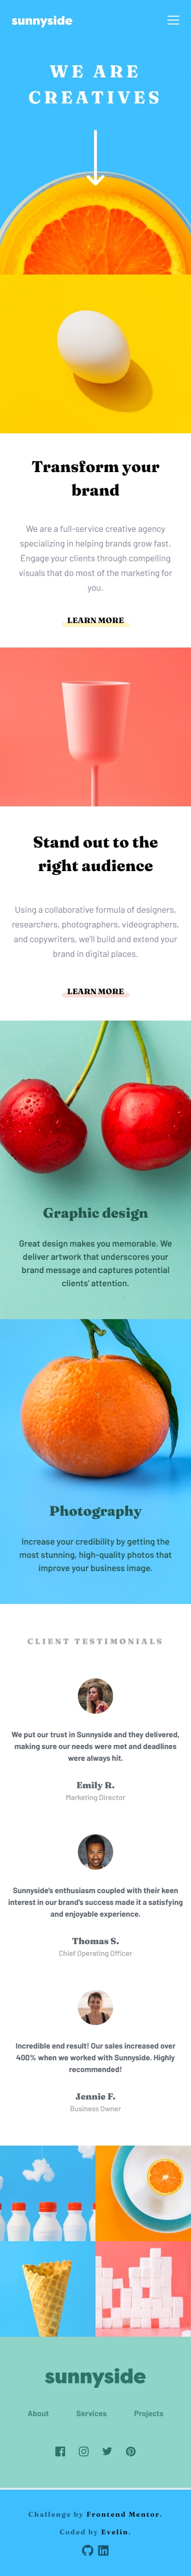 sunnyside
WE ARE
CREATIVES
Transform your
brand
We are a full-service creative agency
specializing in helping brands grow fast.
Engage your clients through compelling
visuals that do most of the marketing for
you.
LEARN MORE
Stand out to the
right audience
Using a collaborative formula of designers,
researchers, photographers, videographers,
and copywriters, we'll build and extend your
brand in digital places.
LEARN MORE
Graphic design
Great design makes you memorable. We
deliver artwork that underscores your
brand message and captures potential
clients' attention.
Photography
Increase your credibility by getting the
most stunning, high-quality photos that
improve your business image.
CLIENT TESTIMONIALS
We put our trust in Sunnyside and they delivered,
making sure our needs were met and deadlines
were always hit.
Emily R.
Marketing Director
Sunnyside's enthusiasm coupled with their keen
interest in our brand's success made it a satisfying
and enjoyable experience.
Thomas S.
Chief Operating Officer
Incredible end result! Our sales increased over
400% when we worked with Sunnyside. Highly
recommended!
Jennie F.
Business Owner
sunnyside
About Services Projects
Challenge by Frontend Mentor.
Coded by Evelin.